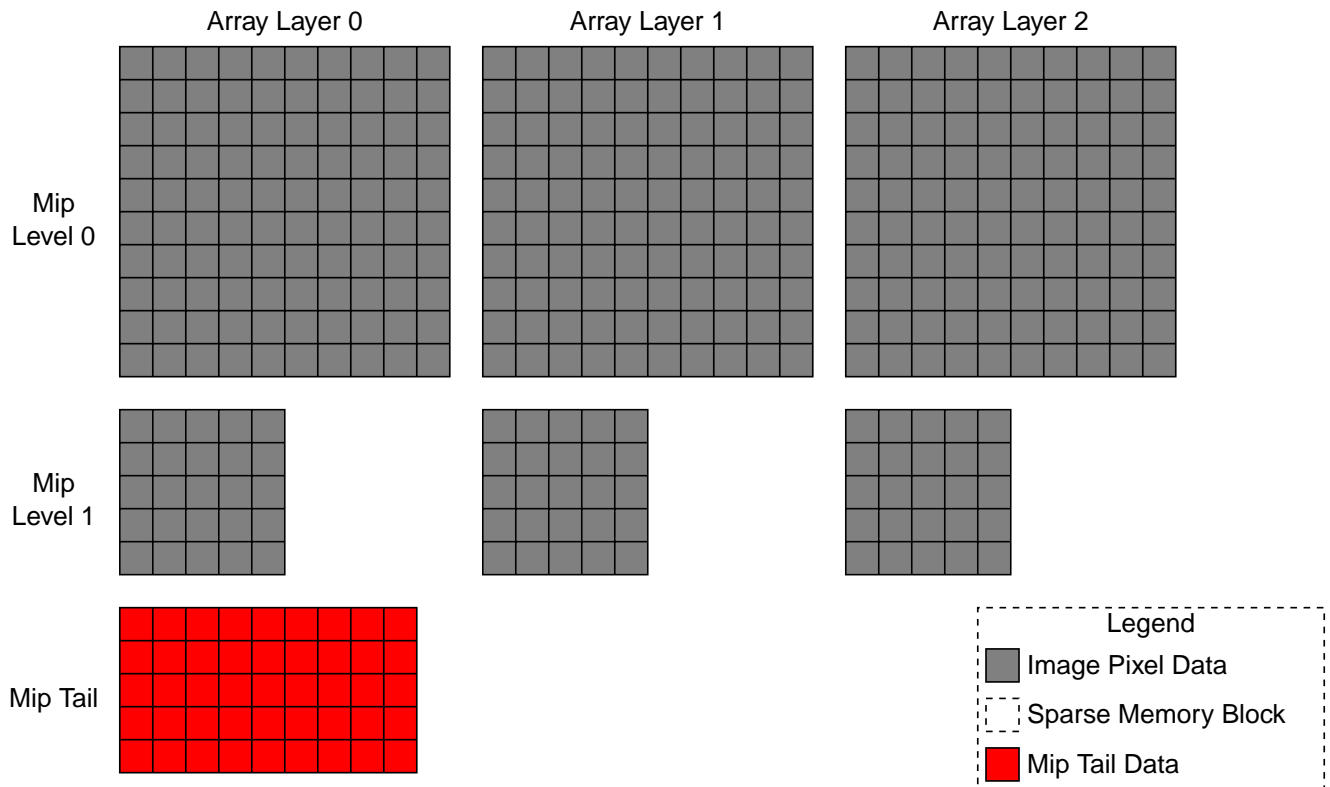 Array Layer 0
Array Layer 1
Array Layer 2
Mip
Level 0
Mip
Level 1
Mip Tail
Legend
Image Pixel Data
Sparse Memory Block
Mip Tail Data